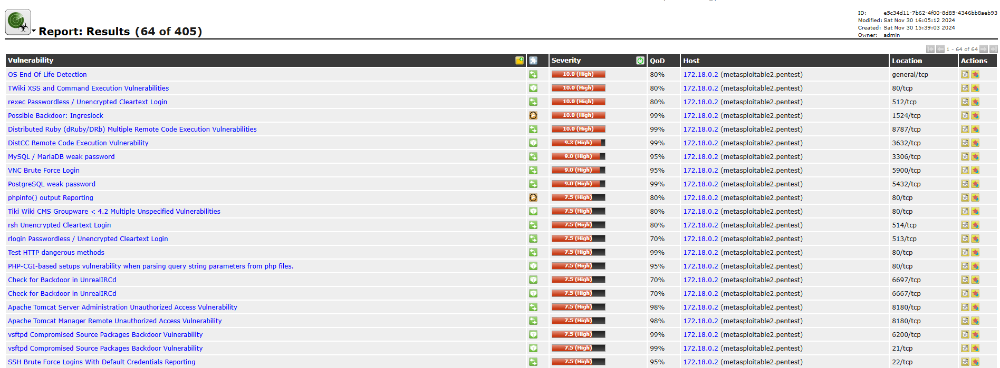 Report: Results (64 of 405)
ID: e5c34d11-7b62-4f00-8d85-4346bb8aeb93
Modified: Sat Nov 30 16:05:12 2024
Created: Sat Nov 30 15:39:03 2024
Owner: admin
1 - 64 of 64
Vulnerability Severity QoD Host Location Actions
OS End Of Life Detection 10.0 (High) 80% 172.18.0.2 (metasploitable2.pentest) general/tcp
TWiki XSS and Command Execution Vulnerabilities 10.0 (High) 80% 172.18.0.2 (metasploitable2.pentest) 80/tcp
rexec Passwordless / Unencrypted Cleartext Login 10.0 (High) 80% 172.18.0.2 (metasploitable2.pentest) 512/tcp
Possible Backdoor: Ingreslock 10.0 (High) 99% 172.18.0.2 (metasploitable2.pentest) 1524/tcp
Distributed Ruby (dRuby/DRb) Multiple Remote Code Execution Vulnerabilities 10.0 (High) 99% 172.18.0.2 (metasploitable2.pentest) 8787/tcp
DistCC Remote Code Execution Vulnerability 9.3 (High) 99% 172.18.0.2 (metasploitable2.pentest) 3632/tcp
MySQL / MariaDB weak password 9.0 (High) 95% 172.18.0.2 (metasploitable2.pentest) 3306/tcp
VNC Brute Force Login 9.0 (High) 95% 172.18.0.2 (metasploitable2.pentest) 5900/tcp
PostgreSQL weak password 9.0 (High) 99% 172.18.0.2 (metasploitable2.pentest) 5432/tcp
phpinfo() output Reporting 7.5 (High) 80% 172.18.0.2 (metasploitable2.pentest) 80/tcp
Tiki Wiki CMS Groupware < 4.2 Multiple Unspecified Vulnerabilities 7.5 (High) 80% 172.18.0.2 (metasploitable2.pentest) 80/tcp
rsh Unencrypted Cleartext Login 7.5 (High) 80% 172.18.0.2 (metasploitable2.pentest) 514/tcp
rlogin Passwordless / Unencrypted Cleartext Login 7.5 (High) 70% 172.18.0.2 (metasploitable2.pentest) 513/tcp
Test HTTP dangerous methods 7.5 (High) 99% 172.18.0.2 (metasploitable2.pentest) 80/tcp
PHP-CGI-based setups vulnerability when parsing query string parameters from php files. 7.5 (High) 95% 172.18.0.2 (metasploitable2.pentest) 80/tcp
Check for Backdoor in UnrealIRCd 7.5 (High) 70% 172.18.0.2 (metasploitable2.pentest) 6697/tcp
Check for Backdoor in UnrealIRCd 7.5 (High) 70% 172.18.0.2 (metasploitable2.pentest) 6667/tcp
Apache Tomcat Server Administration Unauthorized Access Vulnerability 7.5 (High) 98% 172.18.0.2 (metasploitable2.pentest) 8180/tcp
Apache Tomcat Manager Remote Unauthorized Access Vulnerability 7.5 (High) 98% 172.18.0.2 (metasploitable2.pentest) 8180/tcp
vsftpd Compromised Source Packages Backdoor Vulnerability 7.5 (High) 99% 172.18.0.2 (metasploitable2.pentest) 6200/tcp
vsftpd Compromised Source Packages Backdoor Vulnerability 7.5 (High) 99% 172.18.0.2 (metasploitable2.pentest) 21/tcp
SSH Brute Force Logins With Default Credentials Reporting 7.5 (High) 95% 172.18.0.2 (metasploitable2.pentest) 22/tcp